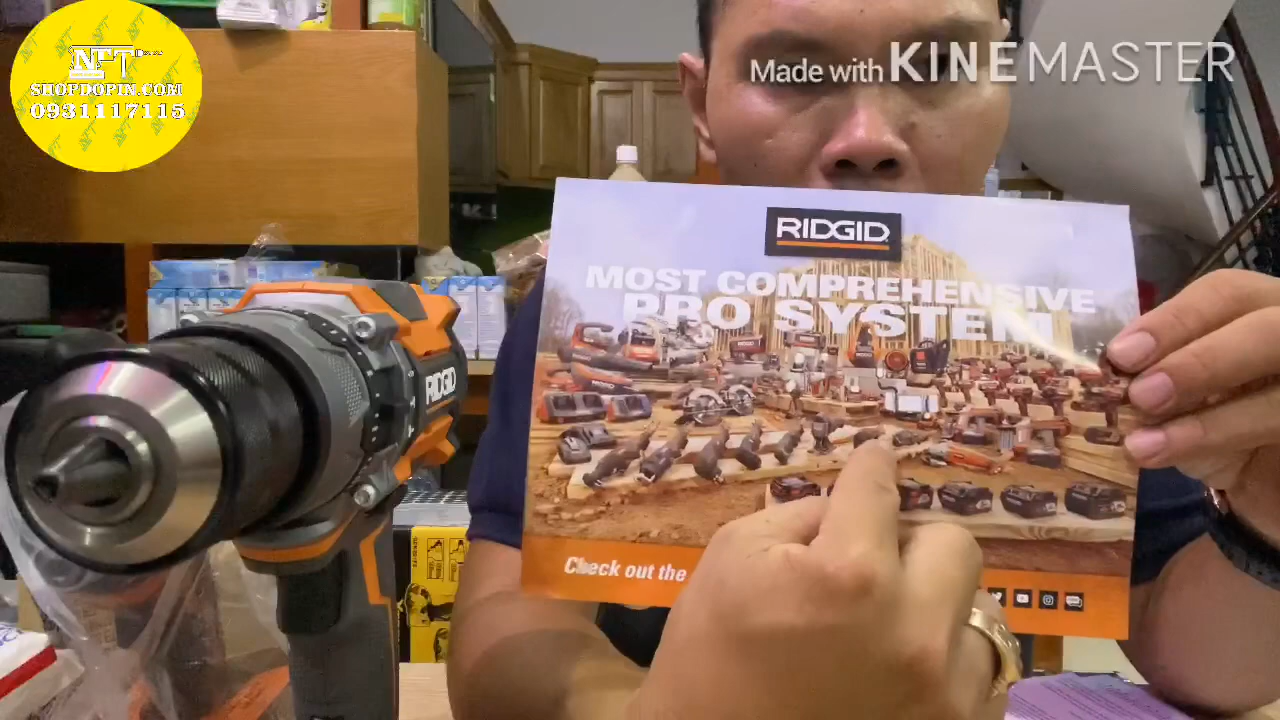 NFT
SHOPDOPIN.COM
0931117115
Made with KINEMASTER
RIDGID
MOST COMPREHENSIVE
PRO SYSTEM
RIDGID
Check out the